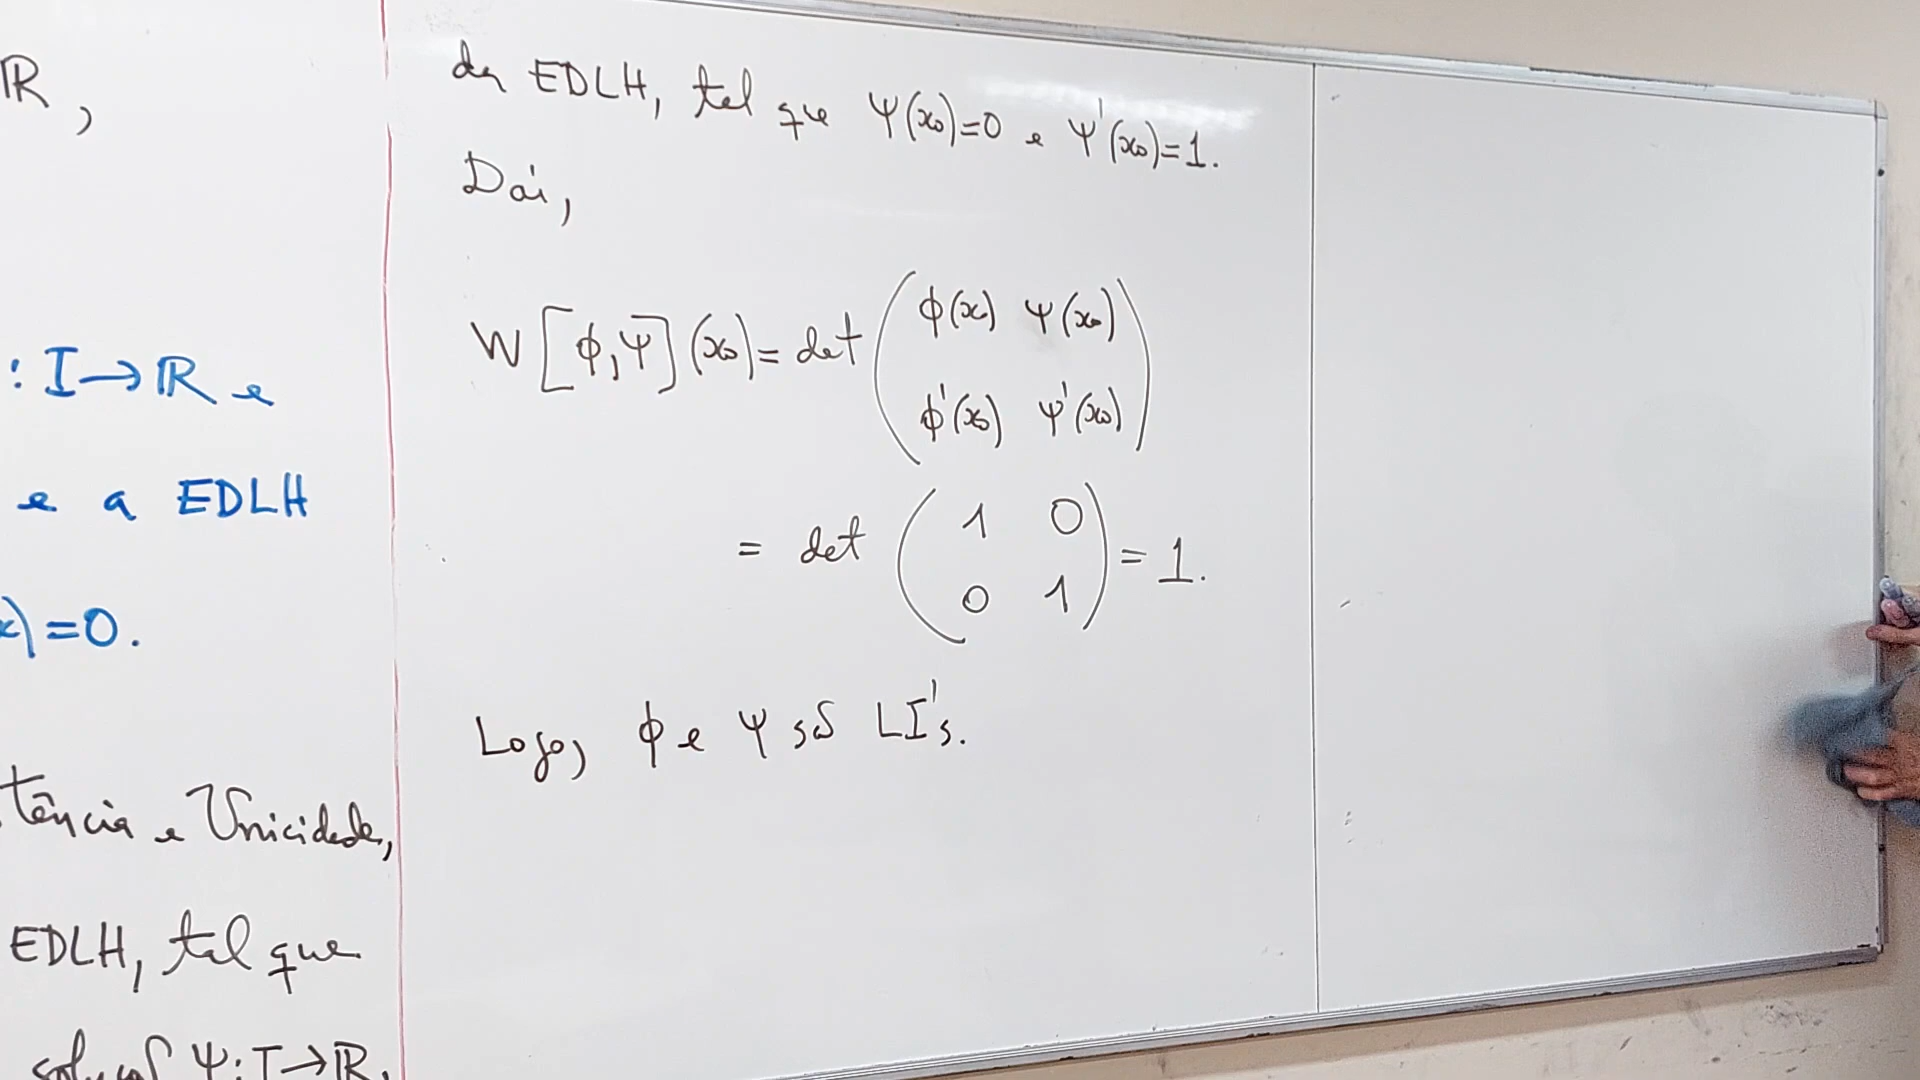 ℝ,
: I → ℝ e
e a EDLH
x) = 0.
tência e Unicidade,
EDLH, tal que
solução ψ: I → ℝ,
da EDLH, tal que ψ(x₀)=0 e ψ'(x₀)=1.
Daí,
W[ϕ,ψ](x₀) = det ( ϕ(x₀) ψ(x₀)
ϕ'(x₀) ψ'(x₀) )
= det ( 1 0
0 1 ) = 1.
Logo, ϕ e ψ são LI's.